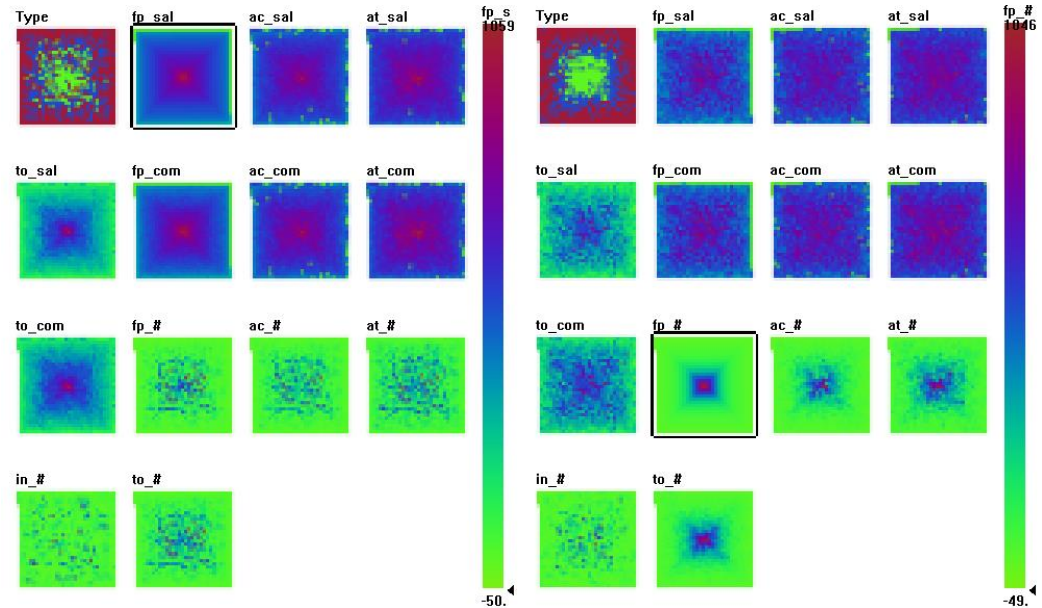 Type fp_sal ac_sal at_sal fp_s
1059
to_sal fp_com ac_com at_com
to_com fp_# ac_# at_#
in_# to_#
-50.
Type fp_sal ac_sal at_sal fp_#
1046
to_sal fp_com ac_com at_com
to_com fp_# ac_# at_#
in_# to_#
-49.